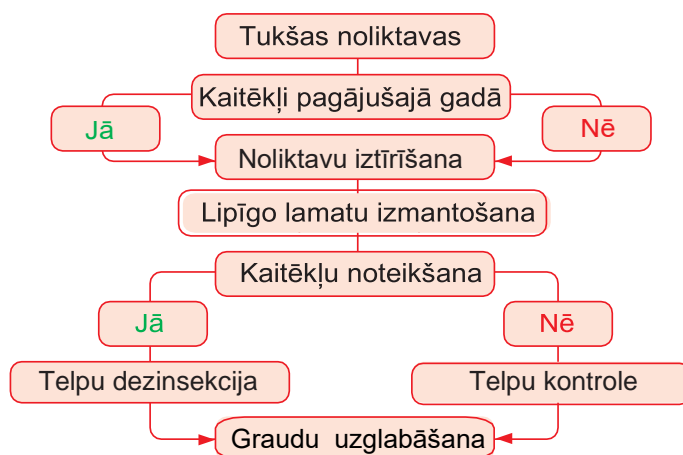 Tukšas noliktavas
Kaitēkļi pagājušajā gadā
Jā
Nē
Noliktavu iztīrīšana
Lipīgo lamatu izmantošana
Kaitēkļu noteikšana
Jā
Nē
Telpu dezinsekcija
Telpu kontrole
Graudu uzglabāšana